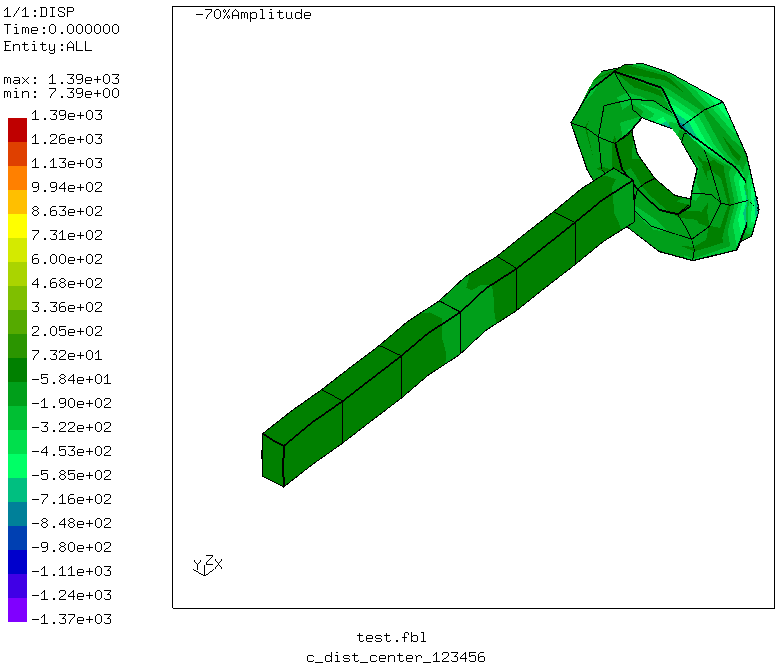 1/1:DISP
Time:0.000000
Entity:ALL
max: 1.39e+03
min: 7.39e+00
1.39e+03
1.26e+03
1.13e+03
9.94e+02
8.63e+02
7.31e+02
6.00e+02
4.68e+02
3.36e+02
2.05e+02
7.32e+01
-5.84e+01
-1.90e+02
-3.22e+02
-4.53e+02
-5.85e+02
-7.16e+02
-8.48e+02
-9.80e+02
-1.11e+03
-1.24e+03
-1.37e+03
-70%Amplitude
Y Z X
test.fbl
c_dist_center_123456